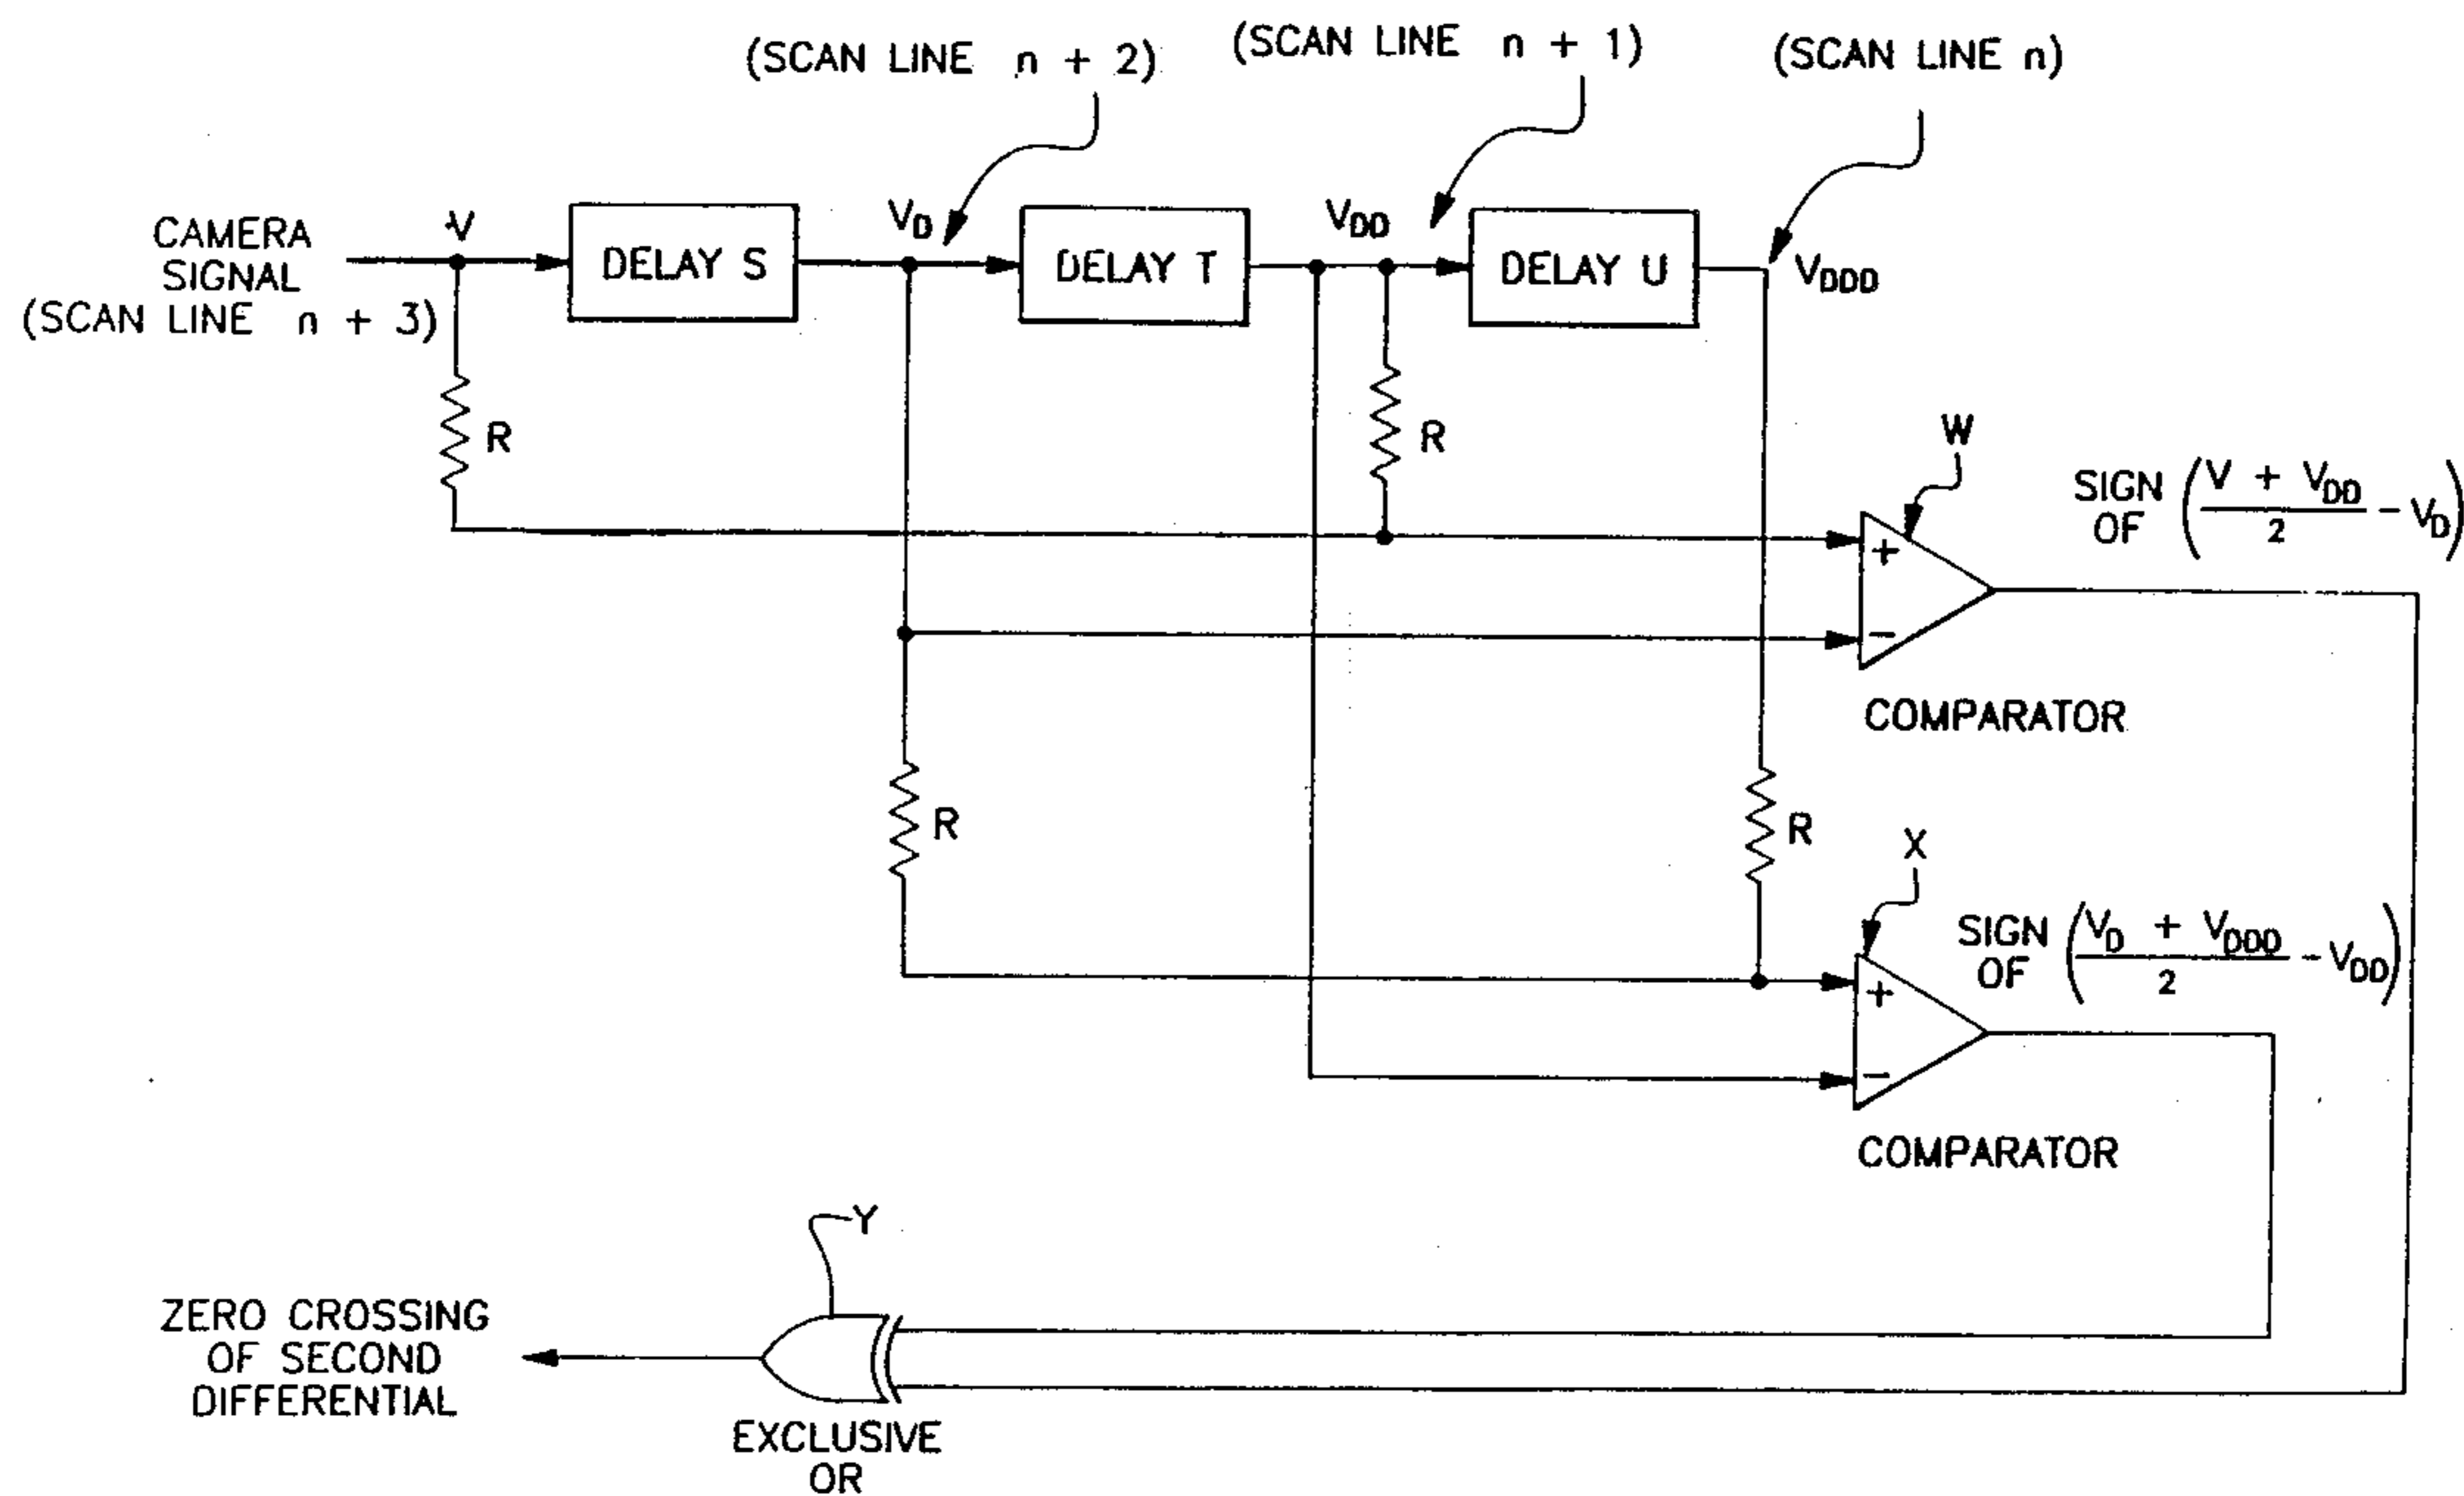 (SCAN LINE n + 2)
(SCAN LINE n + 1)
(SCAN LINE n)
CAMERA
SIGNAL
(SCAN LINE n + 3)
V
DELAY S
V_D
DELAY T
V_DD
DELAY U
V_DDD
R
R
W
SIGN
OF
(V + V_DD / 2 - V_D)
+
-
COMPARATOR
R
R
X
SIGN
OF
(V_D + V_DDD / 2 - V_DD)
+
-
COMPARATOR
Y
ZERO CROSSING
OF SECOND
DIFFERENTIAL
EXCLUSIVE
OR